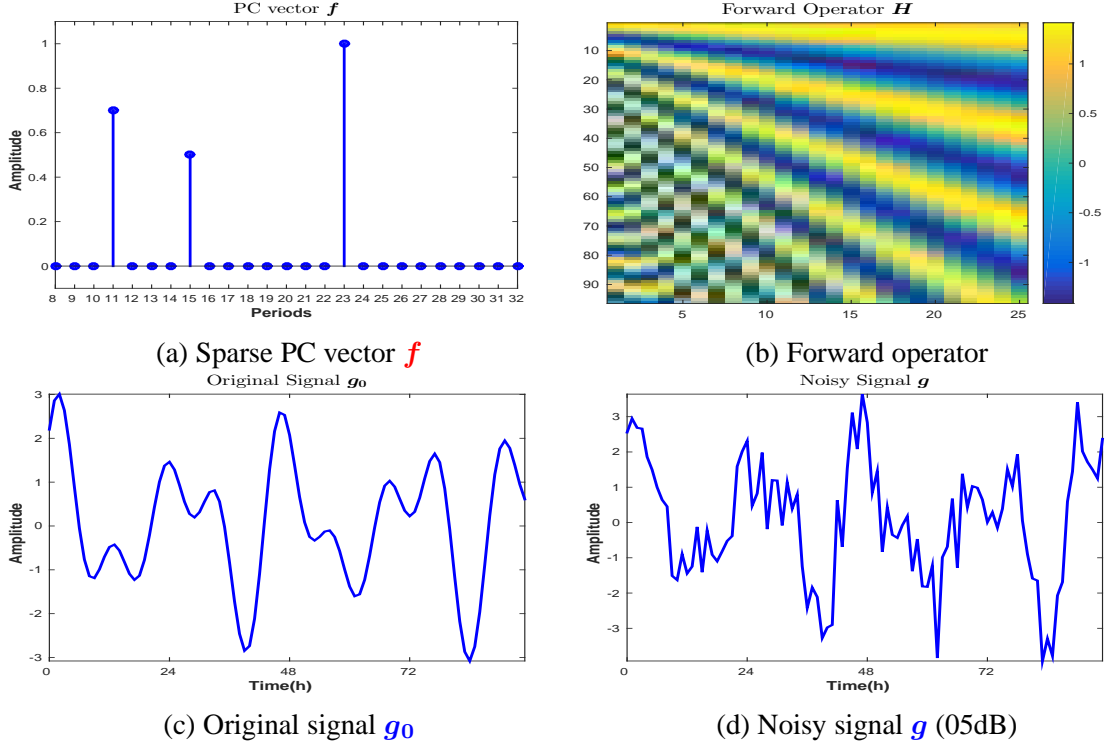 PC vector f
Amplitude
1
0.8
0.6
0.4
0.2
0
8 9 10 11 12 13 14 15 16 17 18 19 20 21 22 23 24 25 26 27 28 29 30 31 32
Periods
(a) Sparse PC vector f
Forward Operator H
10
20
30
40
50
60
70
80
90
5 10 15 20 25
1
0.5
0
-0.5
-1
(b) Forward operator
Original Signal g0
Amplitude
3
2
1
0
-1
-2
-3
0 24 48 72
Time(h)
(c) Original signal g0
Noisy Signal g
Amplitude
3
2
1
0
-1
-2
-3
0 24 48 72
Time(h)
(d) Noisy signal g (05dB)